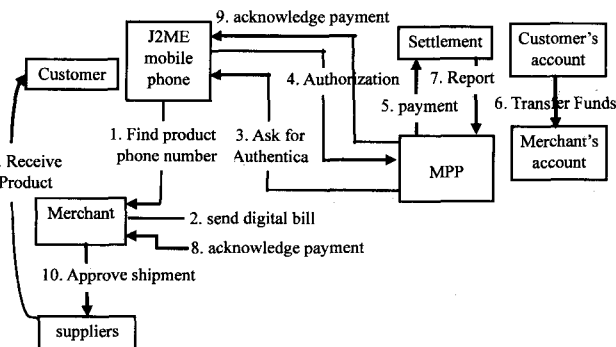 9. acknowledge payment
J2ME
mobile
phone
Customer
Settlement
Customer's
account
4. Authorization
7. Report
5. payment
6. Transfer Funds
1. Find product
phone number
3. Ask for
Authentica
MPP
Merchant's
account
. Receive
Product
Merchant
2. send digital bill
8. acknowledge payment
10. Approve shipment
suppliers